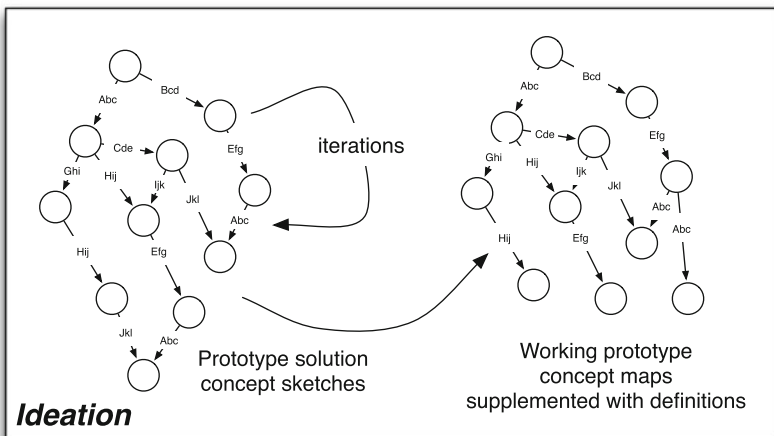 Abc
Bcd
Ghi
Cde
Hij
Ijk
Efg
Jkl
Abc
Hij
Efg
Jkl
Abc
iterations
Prototype solution
concept sketches
Abc
Bcd
Ghi
Cde
Hij
Ijk
Efg
Jkl
Abc
Abc
Hij
Efg
Working prototype
concept maps
supplemented with definitions
Ideation